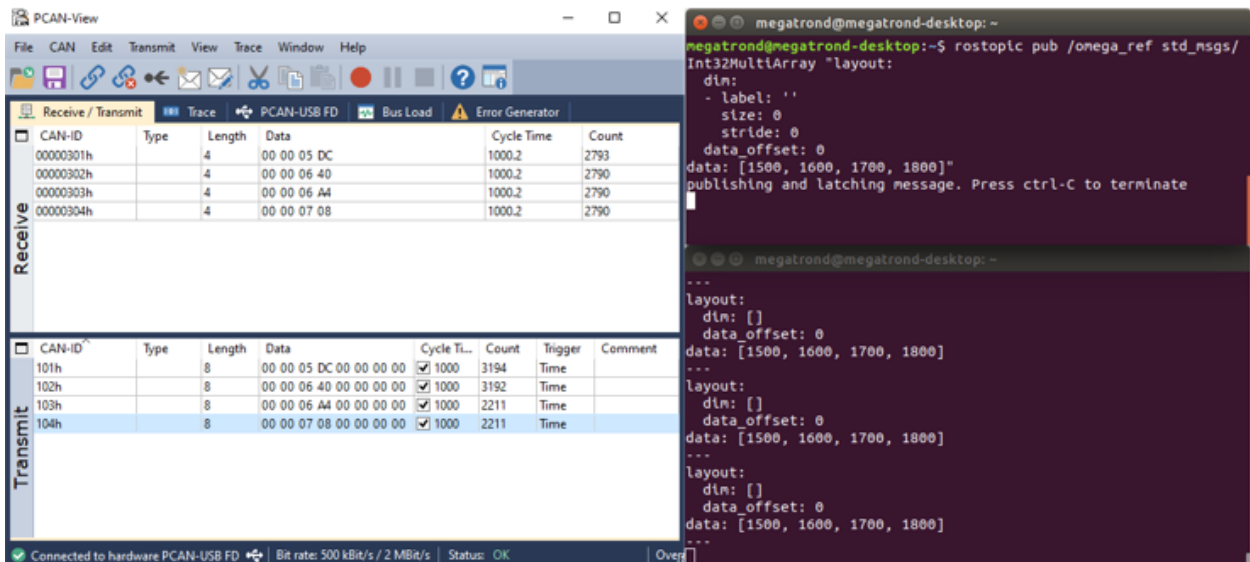 PCAN-View
File CAN Edit Transmit View Trace Window Help
Receive / Transmit Trace PCAN-USB FD Bus Load Error Generator
CAN-ID Type Length Data Cycle Time Count
00000301h 4 00 00 05 DC 1000.2 2793
00000302h 4 00 00 06 40 1000.2 2790
00000303h 4 00 00 06 A4 1000.2 2790
00000304h 4 00 00 07 08 1000.2 2790
Receive
CAN-ID Type Length Data Cycle Ti... Count Trigger Comment
101h 8 00 00 05 DC 00 00 00 00 1000 3194 Time
102h 8 00 00 06 40 00 00 00 00 1000 3192 Time
103h 8 00 00 06 A4 00 00 00 00 1000 2211 Time
104h 8 00 00 07 08 00 00 00 00 1000 2211 Time
Transmit
Connected to hardware PCAN-USB FD Bit rate: 500 kBit/s / 2 MBit/s Status: OK
megatrond@megatrond-desktop: ~
megatrond@megatrond-desktop:~$ rostopic pub /omega_ref std_msgs/
Int32MultiArray "layout:
dim:
- label: ''
size: 0
stride: 0
data_offset: 0
data: [1500, 1600, 1700, 1800]"
publishing and latching message. Press ctrl-C to terminate
megatrond@megatrond-desktop: ~
---
layout:
dim: []
data_offset: 0
data: [1500, 1600, 1700, 1800]
---
layout:
dim: []
data_offset: 0
data: [1500, 1600, 1700, 1800]
---
layout:
dim: []
data_offset: 0
data: [1500, 1600, 1700, 1800]
---